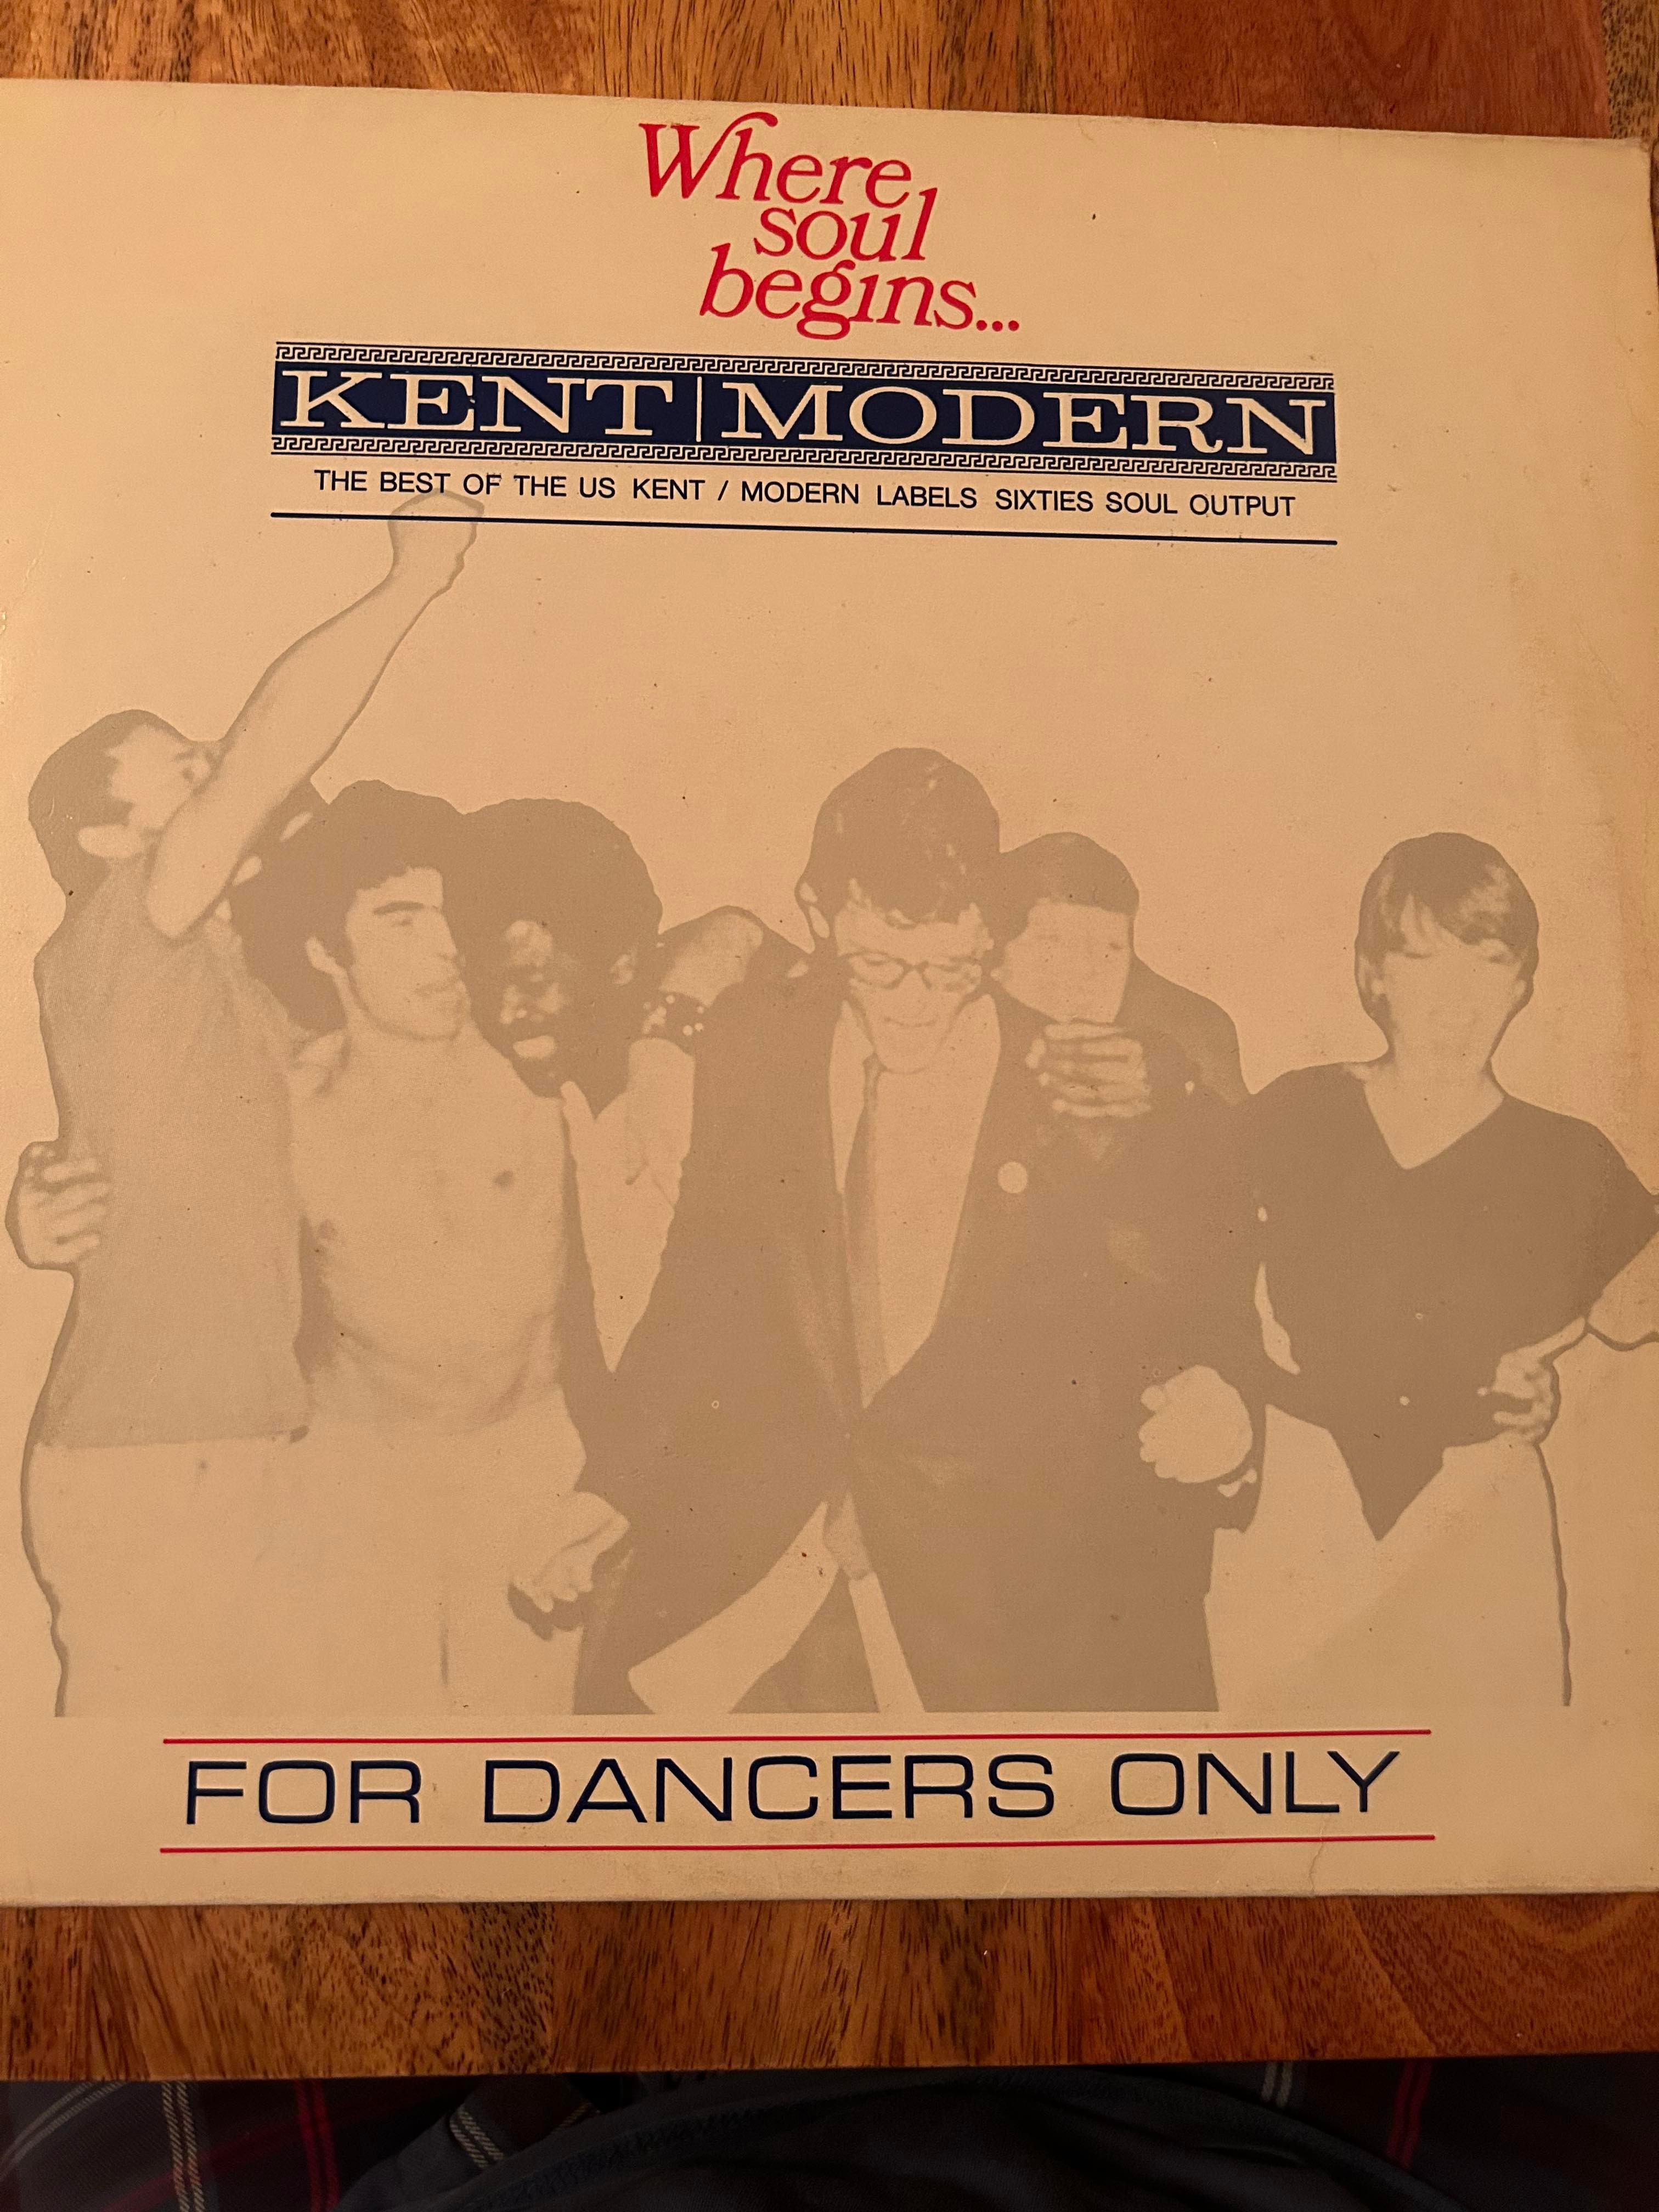 Where
soul
begins...
KENT|MODERN
THE BEST OF THE US KENT / MODERN LABELS SIXTIES SOUL OUTPUT
FOR DANCERS ONLY